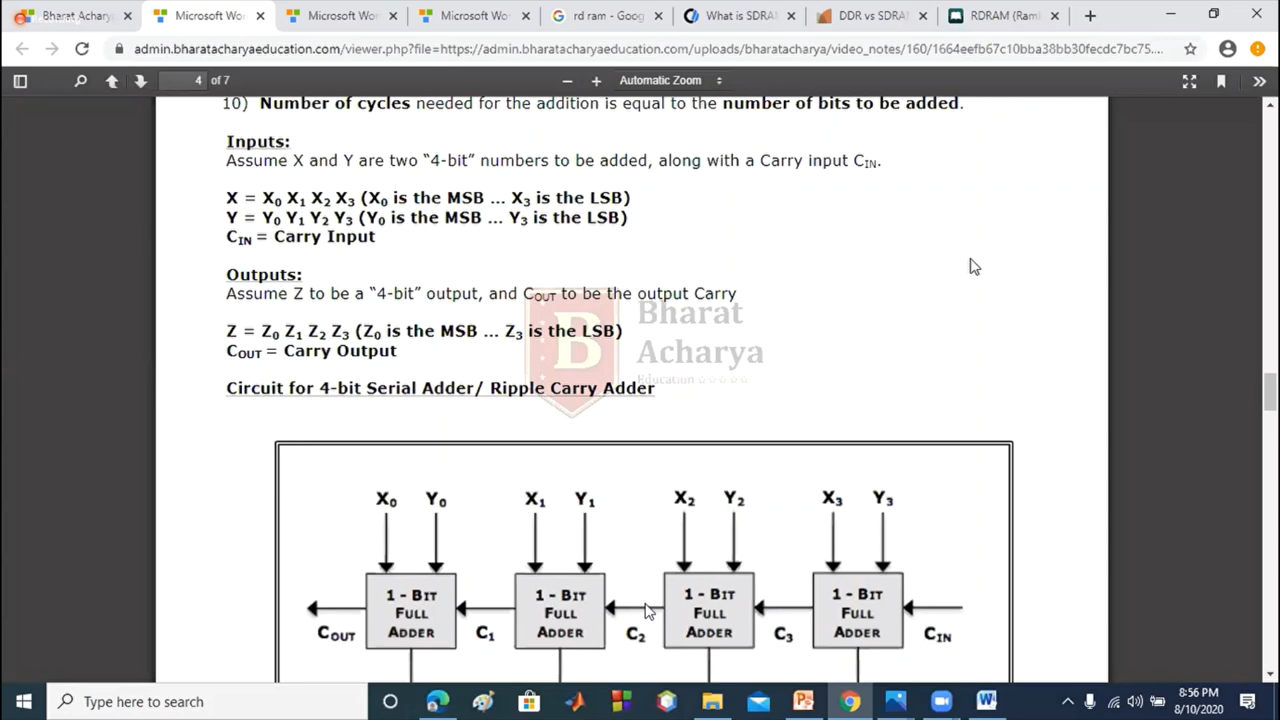 Bharat Achary
Microsoft Wo
Microsoft Wo
Microsoft Wo
rd ram - Goog
What is SDRA
DDR vs SDRA
RDRAM (Ram
admin.bharatacharyaeducation.com/viewer.php?file=https://admin.bharatacharyaeducation.com/uploads/bharatacharya/video_notes/160/1664eefb67c10bba38bb30fecdc7bc75....
4 of 7
Automatic Zoom
10) Number of cycles needed for the addition is equal to the number of bits to be added.
Inputs:
Assume X and Y are two “4-bit” numbers to be added, along with a Carry input CIN.
X = X0 X1 X2 X3 (X0 is the MSB ... X3 is the LSB)
Y = Y0 Y1 Y2 Y3 (Y0 is the MSB ... Y3 is the LSB)
CIN = Carry Input
Outputs:
Assume Z to be a “4-bit” output, and COUT to be the output Carry
Z = Z0 Z1 Z2 Z3 (Z0 is the MSB ... Z3 is the LSB)
COUT = Carry Output
B
Bharat
Acharya
Education
Circuit for 4-bit Serial Adder/ Ripple Carry Adder
X0 Y0 X1 Y1 X2 Y2 X3 Y3
1 - BIT 1 - BIT 1 - BIT 1 - BIT
FULL FULL FULL FULL
ADDER ADDER ADDER ADDER
COUT C1 C2 C3 CIN
Type here to search
8:56 PM
8/10/2020